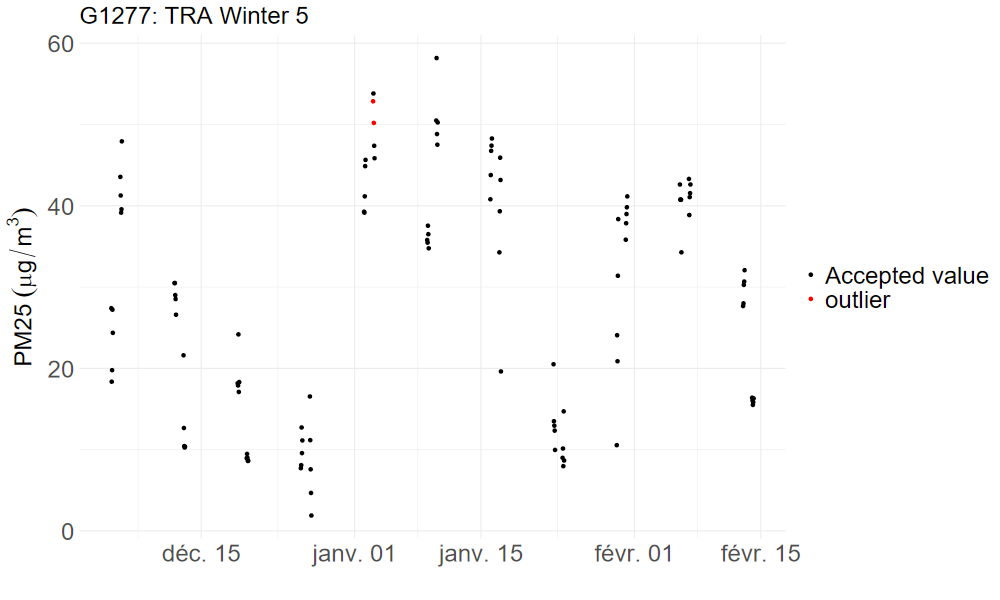 G1277: TRA Winter 5
60
40
20
0
PM25 (μg/m³)
déc. 15
janv. 01
janv. 15
févr. 01
févr. 15
Accepted value
outlier